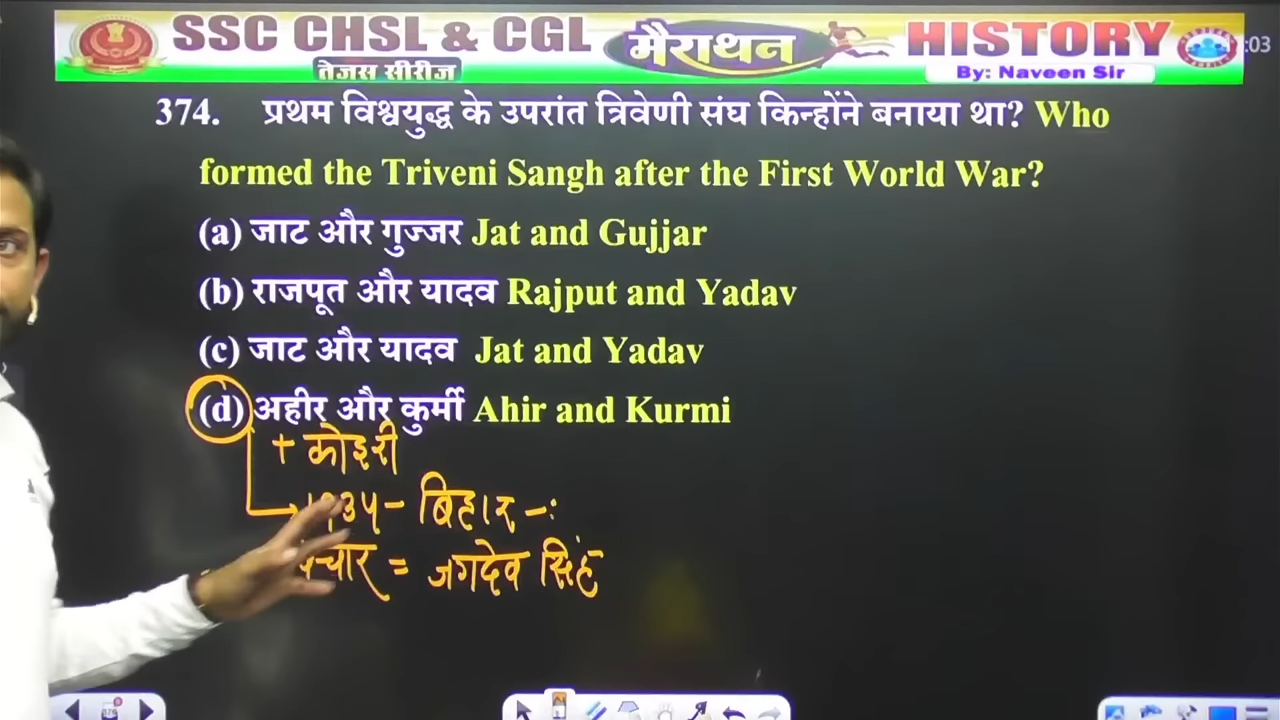 SSC CHSL & CGL मैराथन HISTORY
तेजस सीरीज
By: Naveen Sir
:03
374. प्रथम विश्वयुद्ध के उपरांत त्रिवेणी संघ किन्होंने बनाया था? Who
formed the Triveni Sangh after the First World War?
(a) जाट और गुज्जर Jat and Gujjar
(b) राजपूत और यादव Rajput and Yadav
(c) जाट और यादव Jat and Yadav
(d) अहीर और कुर्मी Ahir and Kurmi
+ कोइरी
- बिहार -:
= जगदेव सिंह